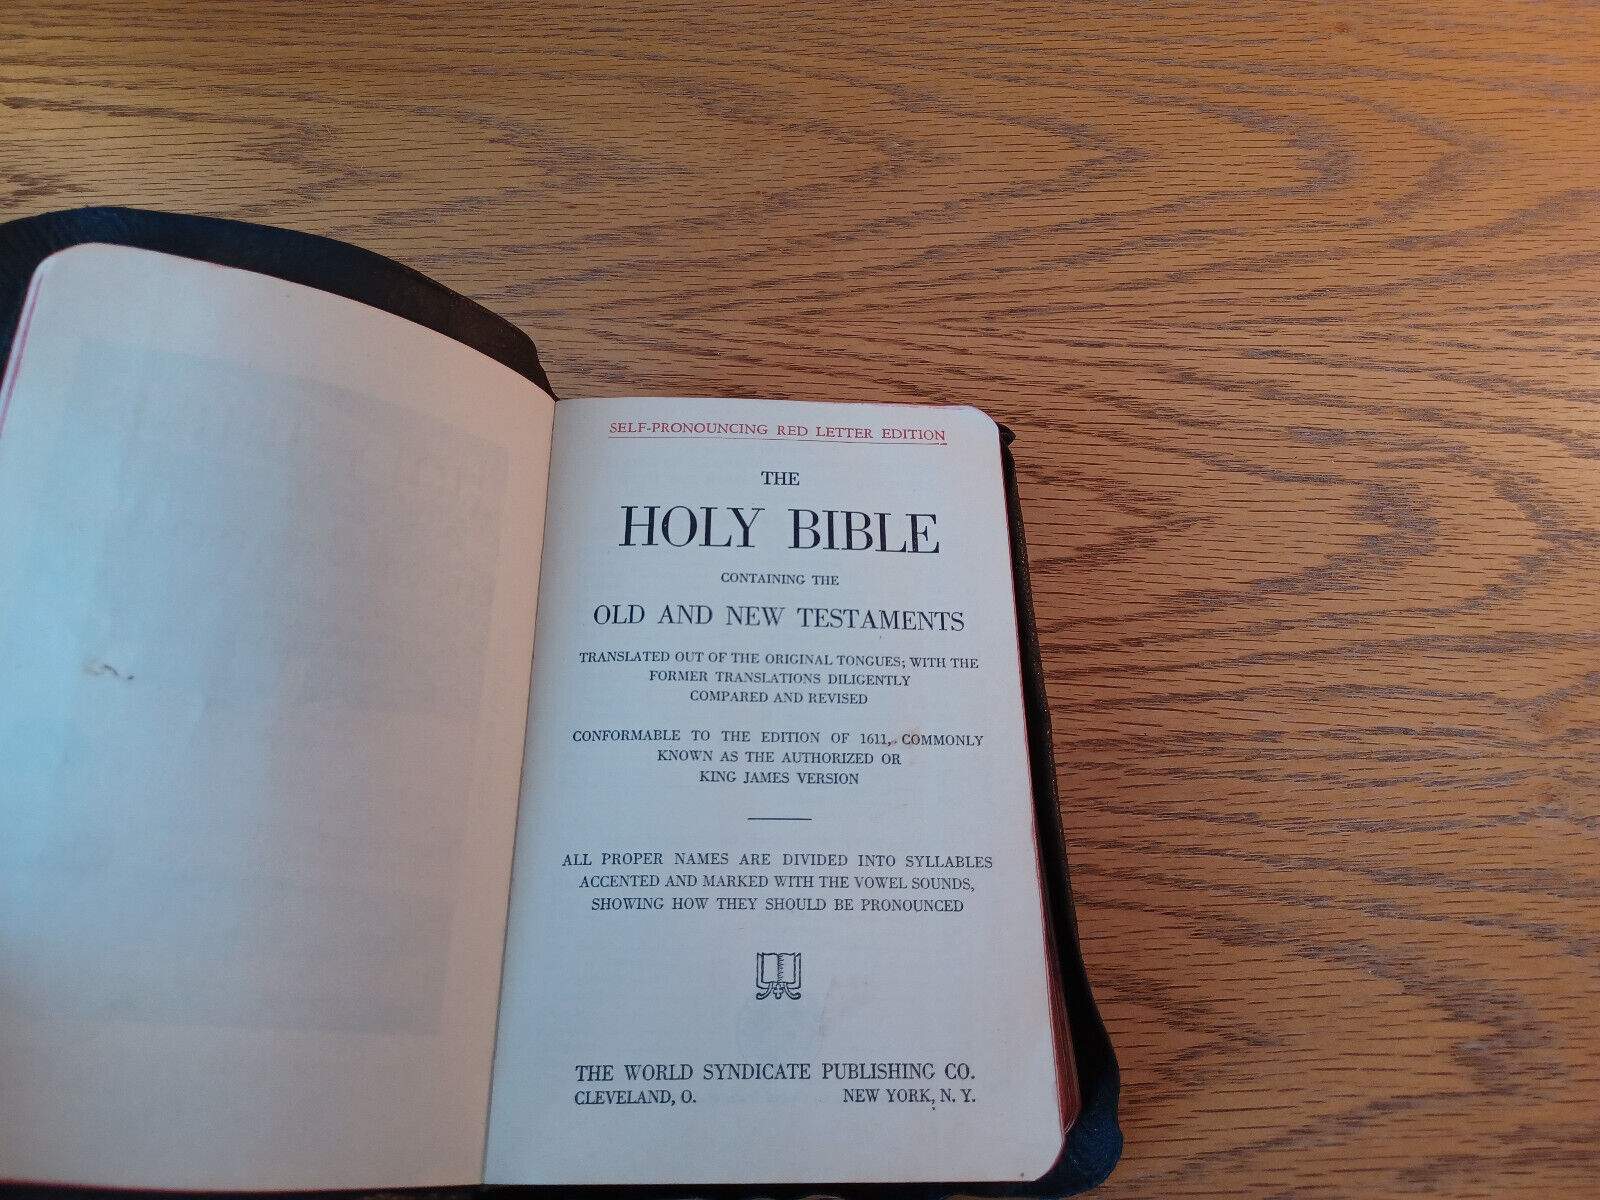 SELF-PRONOUNCING RED LETTER EDITION
THE
HOLY BIBLE
CONTAINING THE
OLD AND NEW TESTAMENTS
TRANSLATED OUT OF THE ORIGINAL TONGUES; WITH THE
FORMER TRANSLATIONS DILIGENTLY
COMPARED AND REVISED
CONFORMABLE TO THE EDITION OF 1611, COMMONLY
KNOWN AS THE AUTHORIZED OR
KING JAMES VERSION
ALL PROPER NAMES ARE DIVIDED INTO SYLLABLES
ACCENTED AND MARKED WITH THE VOWEL SOUNDS,
SHOWING HOW THEY SHOULD BE PRONOUNCED
THE WORLD SYNDICATE PUBLISHING CO.
CLEVELAND, O. NEW YORK, N. Y.